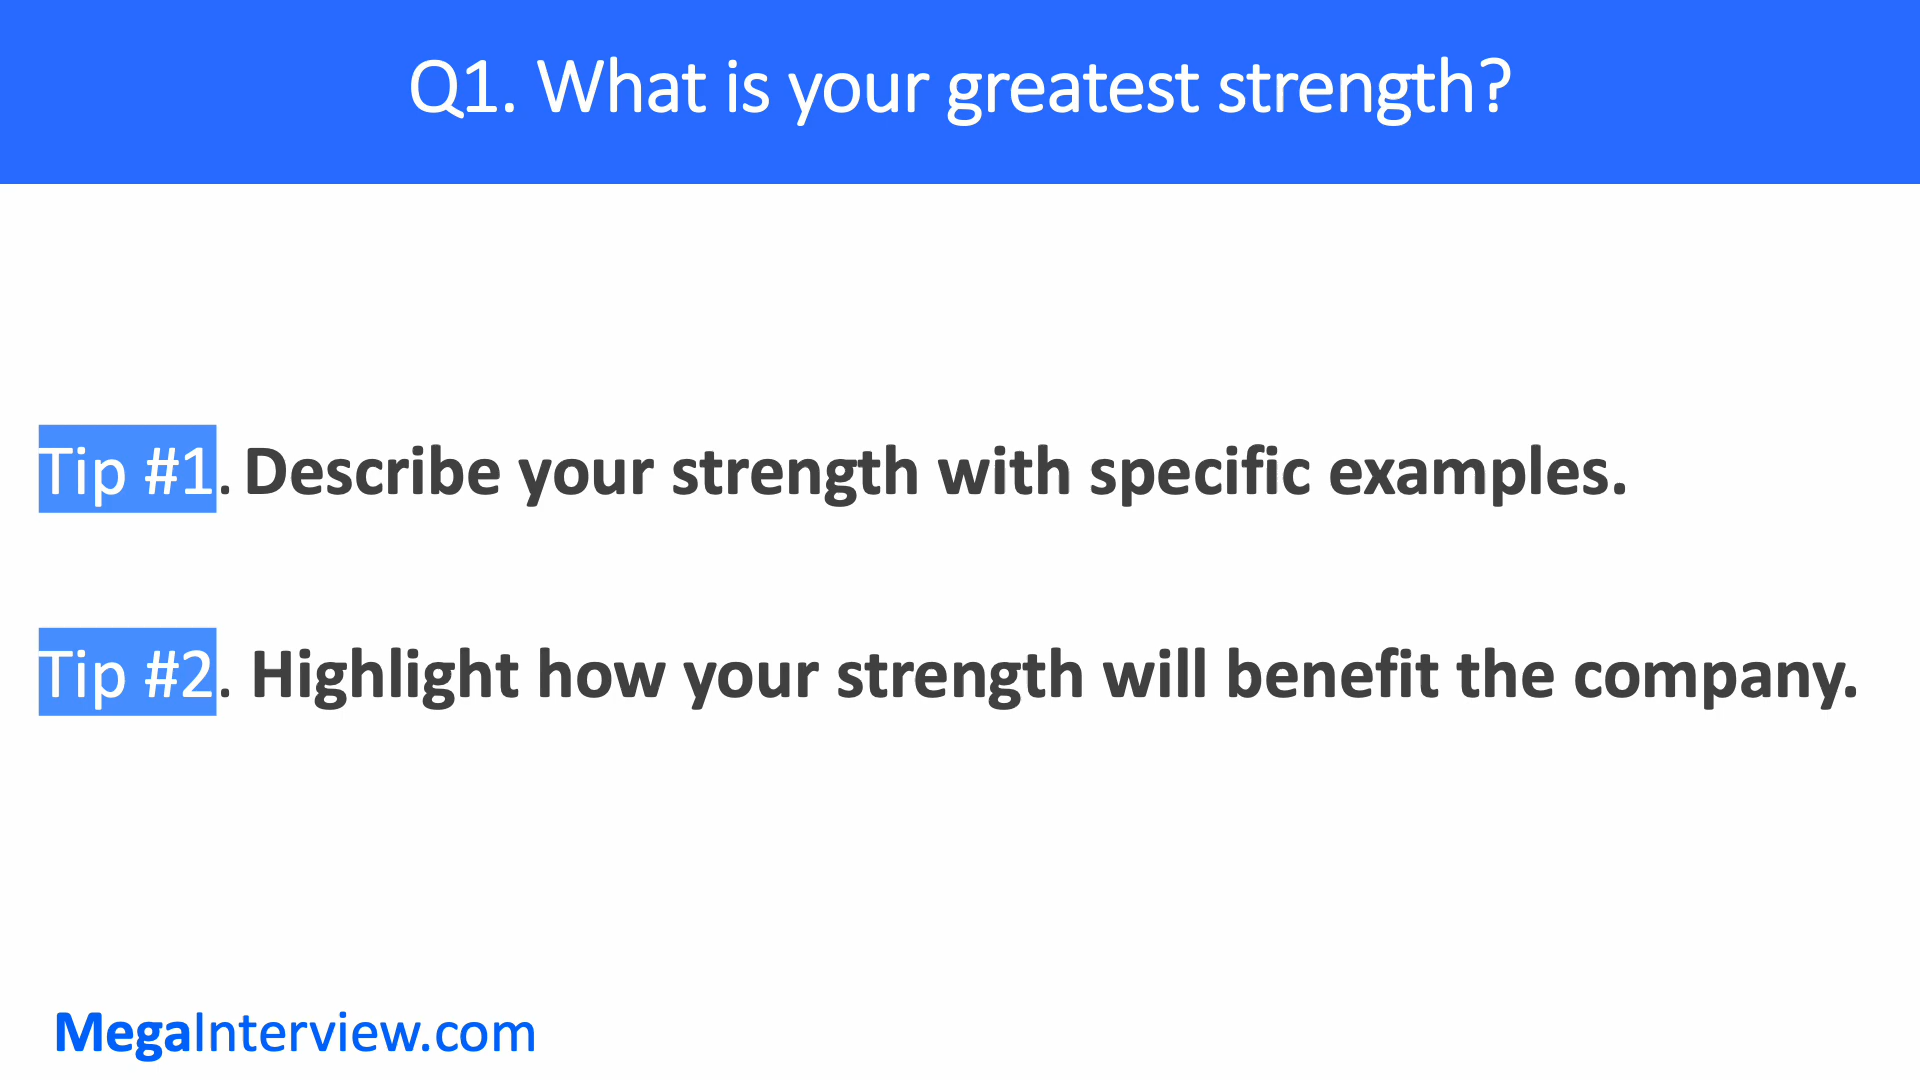 Q1. What is your greatest strength?
Tip #1. Describe your strength with specific examples.
Tip #2. Highlight how your strength will benefit the company.
MegaInterview.com